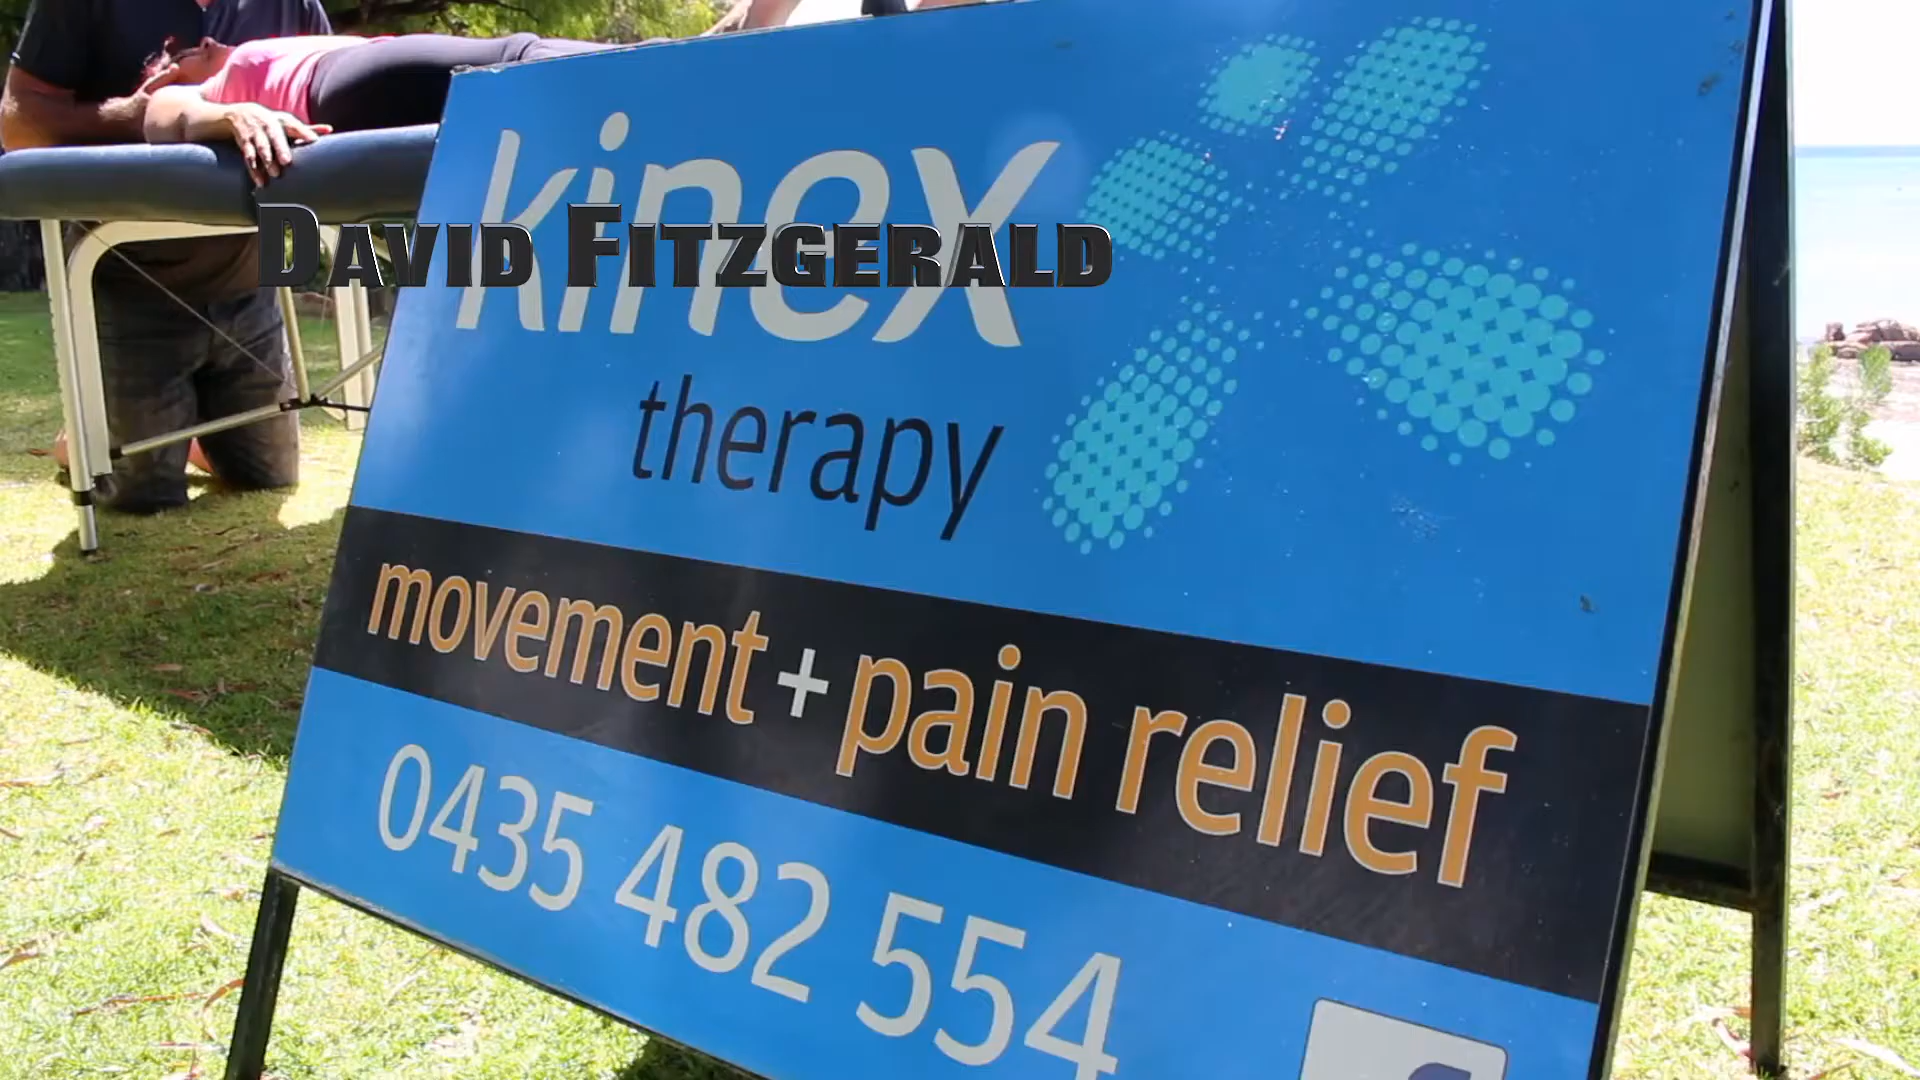 kinex
David Fitzgerald
therapy
movement + pain relief
0435 482 554